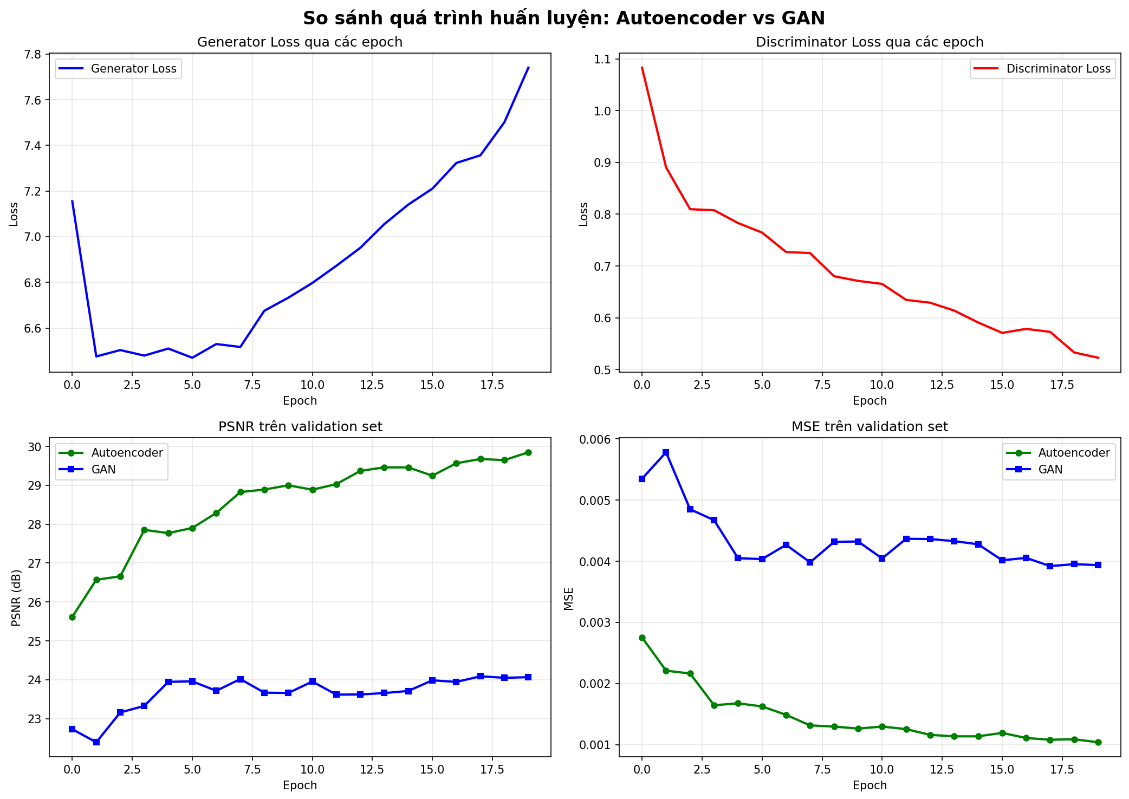 So sánh quá trình huấn luyện: Autoencoder vs GAN
Generator Loss qua các epoch
7.8
7.6
7.4
7.2
7.0
6.8
6.6
Loss
Generator Loss
0.0 2.5 5.0 7.5 10.0 12.5 15.0 17.5
Epoch
Discriminator Loss qua các epoch
1.1
1.0
0.9
0.8
0.7
0.6
0.5
Loss
Discriminator Loss
0.0 2.5 5.0 7.5 10.0 12.5 15.0 17.5
Epoch
PSNR trên validation set
30
29
28
27
26
25
24
23
PSNR (dB)
Autoencoder
GAN
0.0 2.5 5.0 7.5 10.0 12.5 15.0 17.5
Epoch
MSE trên validation set
0.006
0.005
0.004
0.003
0.002
0.001
MSE
Autoencoder
GAN
0.0 2.5 5.0 7.5 10.0 12.5 15.0 17.5
Epoch